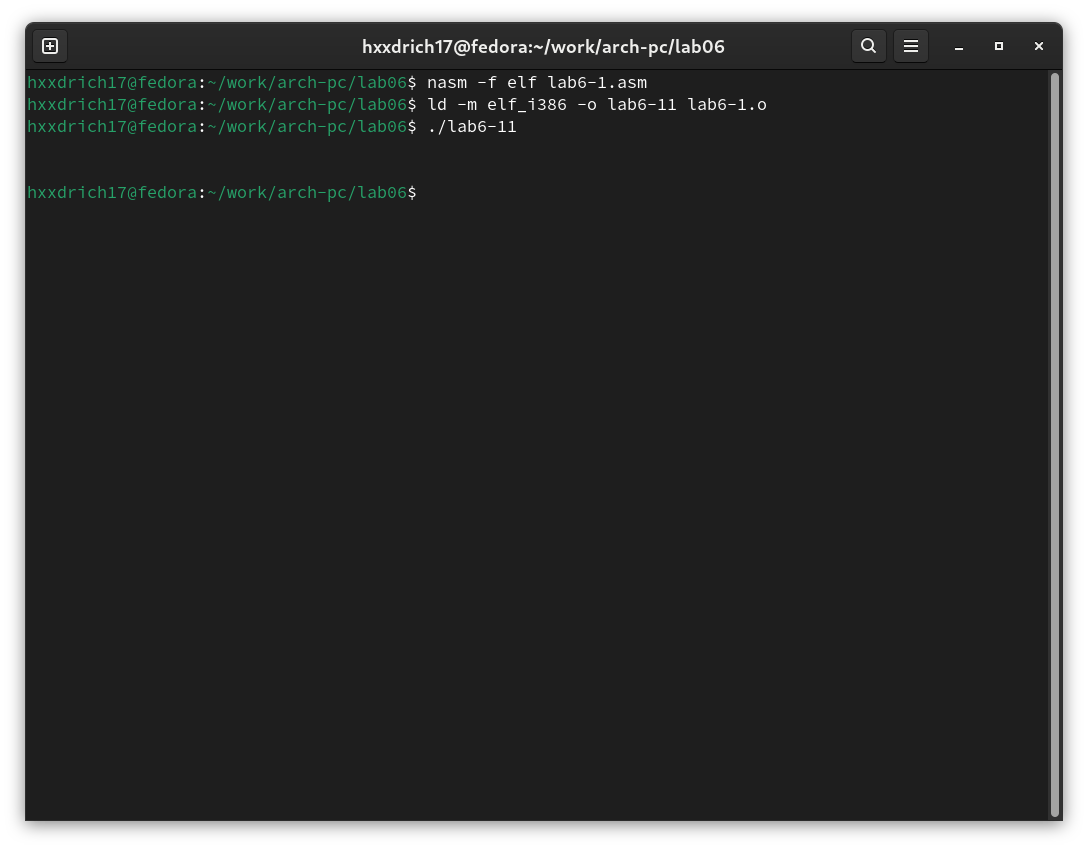 hxxdrich17@fedora:~/work/arch-pc/lab06
hxxdrich17@fedora:~/work/arch-pc/lab06$ nasm -f elf lab6-1.asm
hxxdrich17@fedora:~/work/arch-pc/lab06$ ld -m elf_i386 -o lab6-11 lab6-1.o
hxxdrich17@fedora:~/work/arch-pc/lab06$ ./lab6-11
hxxdrich17@fedora:~/work/arch-pc/lab06$